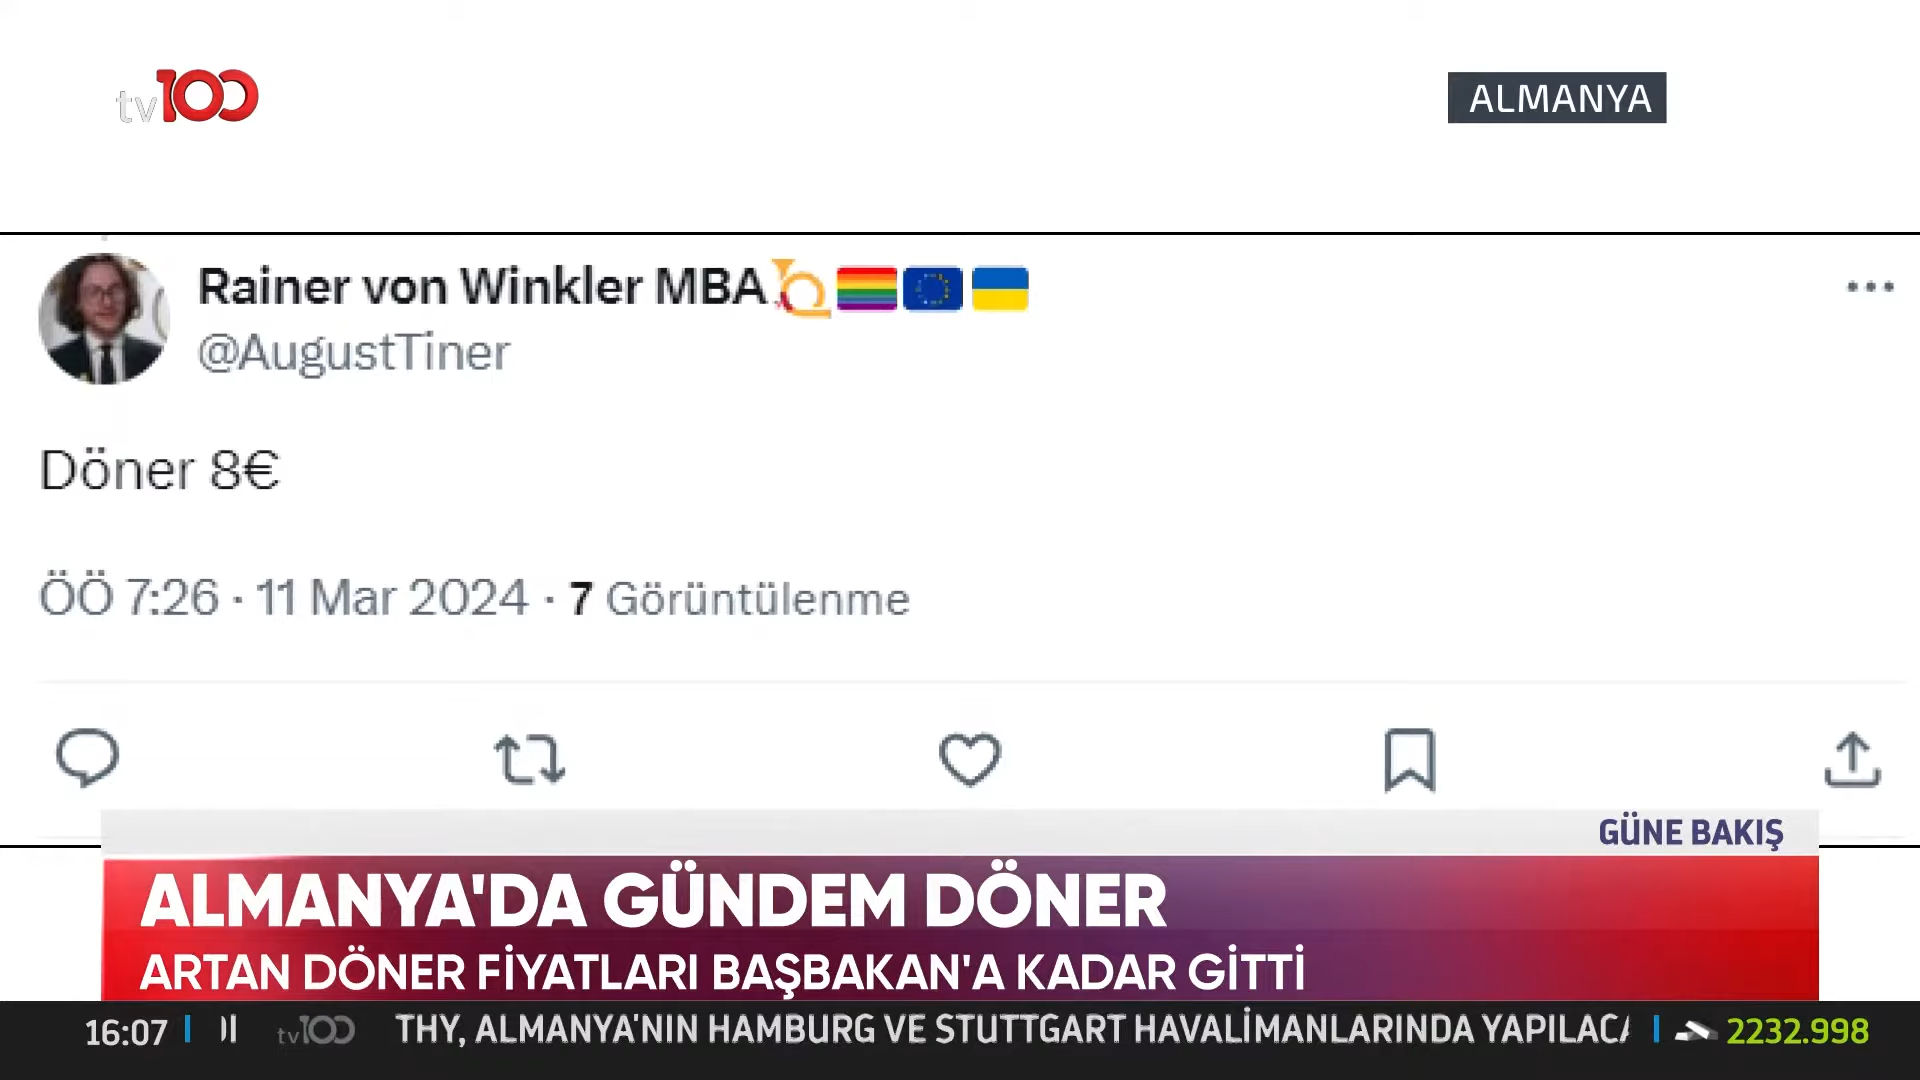 tv100
ALMANYA
Rainer von Winkler MBA
@AugustTiner
Döner 8€
ÖÖ 7:26 · 11 Mar 2024 · 7 Görüntülenme
GÜNE BAKIŞ
ALMANYA'DA GÜNDEM DÖNER
ARTAN DÖNER FİYATLARI BAŞBAKAN'A KADAR GİTTİ
16:07 tv100 THY, ALMANYA'NIN HAMBURG VE STUTTGART HAVALİMANLARINDA YAPILACA 2232.998